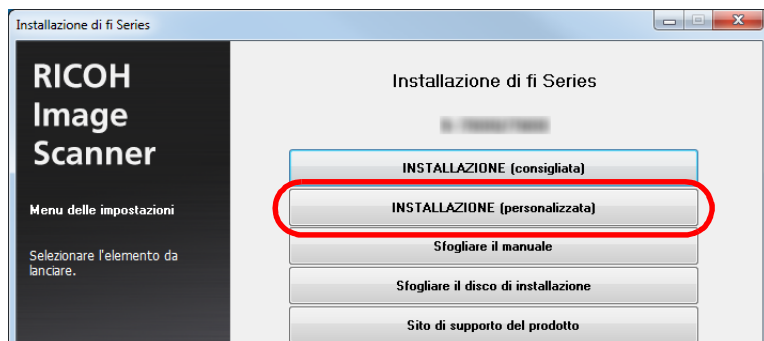 Installazione di fi Series
RICOH
Image
Scanner
Menu delle impostazioni
Selezionare l'elemento da
lanciare.
Installazione di fi Series
INSTALLAZIONE (consigliata)
INSTALLAZIONE (personalizzata)
Sfogliare il manuale
Sfogliare il disco di installazione
Sito di supporto del prodotto